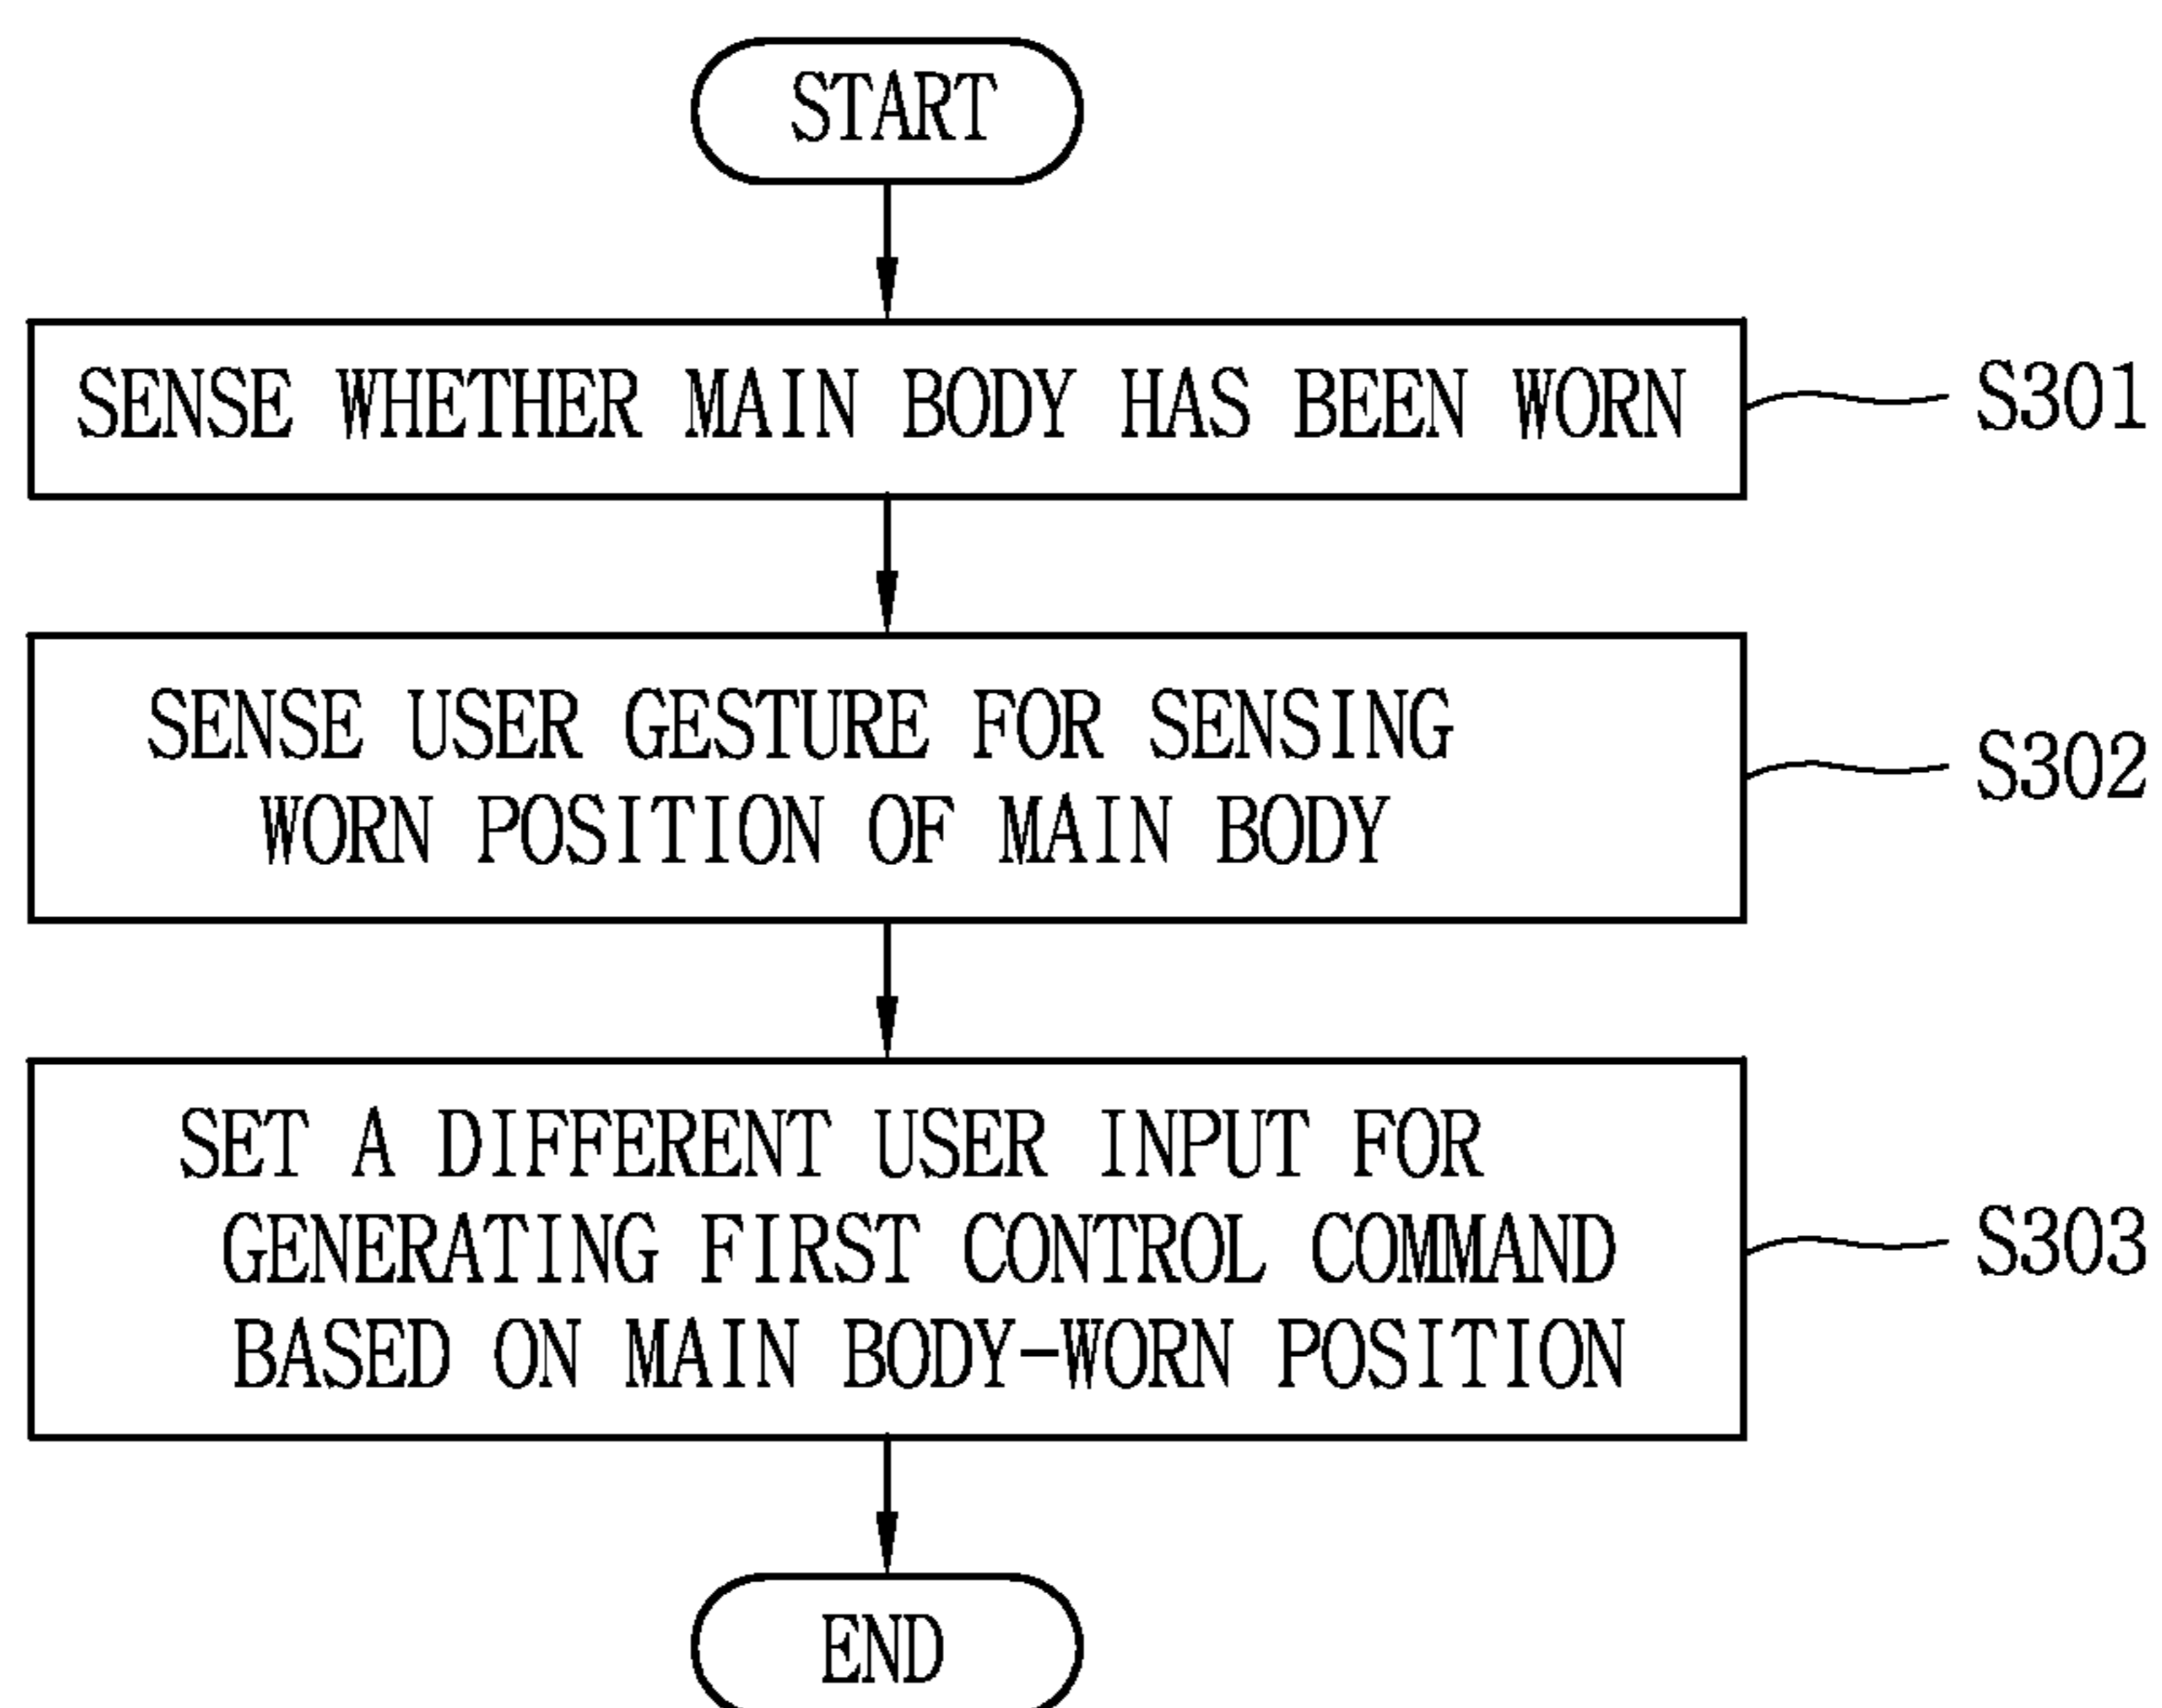 START
SENSE WHETHER MAIN BODY HAS BEEN WORN
S301
SENSE USER GESTURE FOR SENSING
WORN POSITION OF MAIN BODY
S302
SET A DIFFERENT USER INPUT FOR
GENERATING FIRST CONTROL COMMAND
BASED ON MAIN BODY-WORN POSITION
S303
END